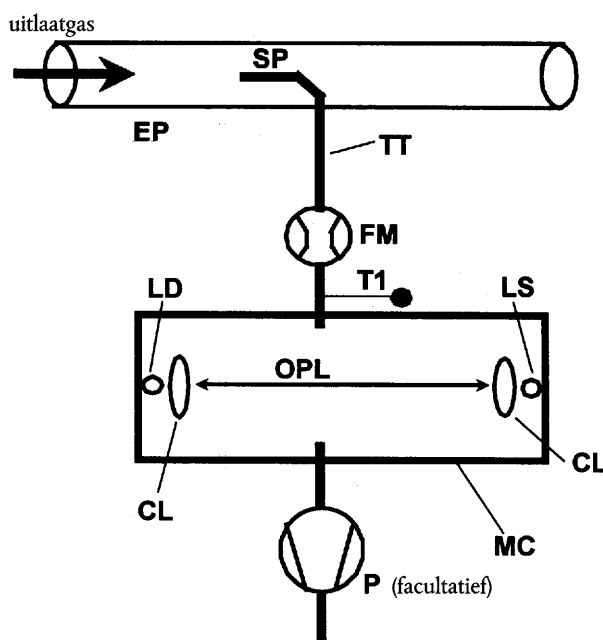 uitlaatgas
SP
EP
TT
FM
T1
LD
LS
OPL
CL
CL
MC
P (facultatief)